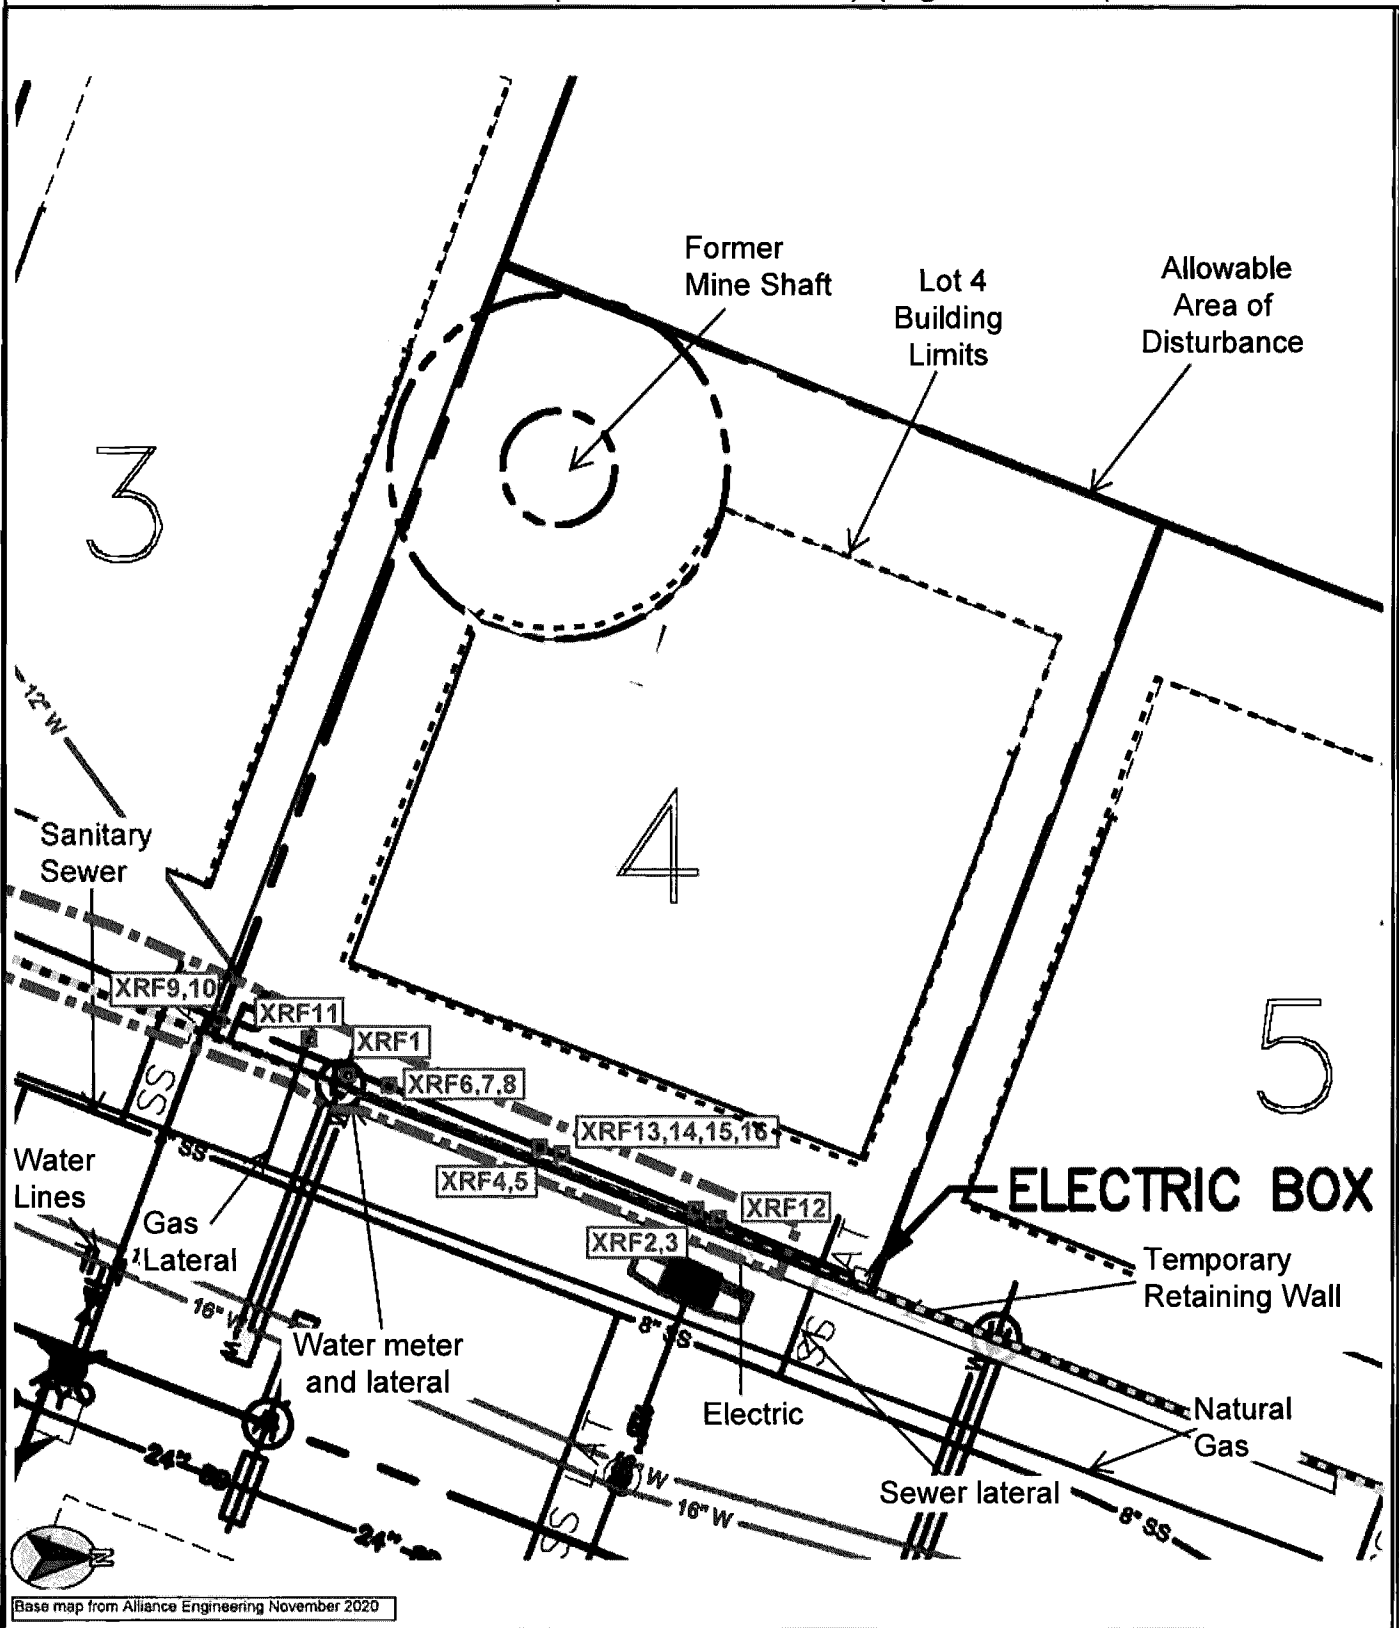 Former
Mine Shaft
Lot 4
Building
Limits
Allowable
Area of
Disturbance
3
12" W
4
Sanitary
Sewer
5
XRF9,10
XRF11
XRF1
XRF6,7,8
XRF13,14,15,16
XRF4,5
XRF12
XRF2,3
SS
SS
ELECTRIC BOX
Water
Lines
Gas
Lateral
Temporary
Retaining Wall
16" W
8" SS
Water meter
and lateral
Electric
Natural
Gas
Sewer lateral
16" W
8" SS
24"
24"
SS LAT
N
Base map from Alliance Engineering November 2020